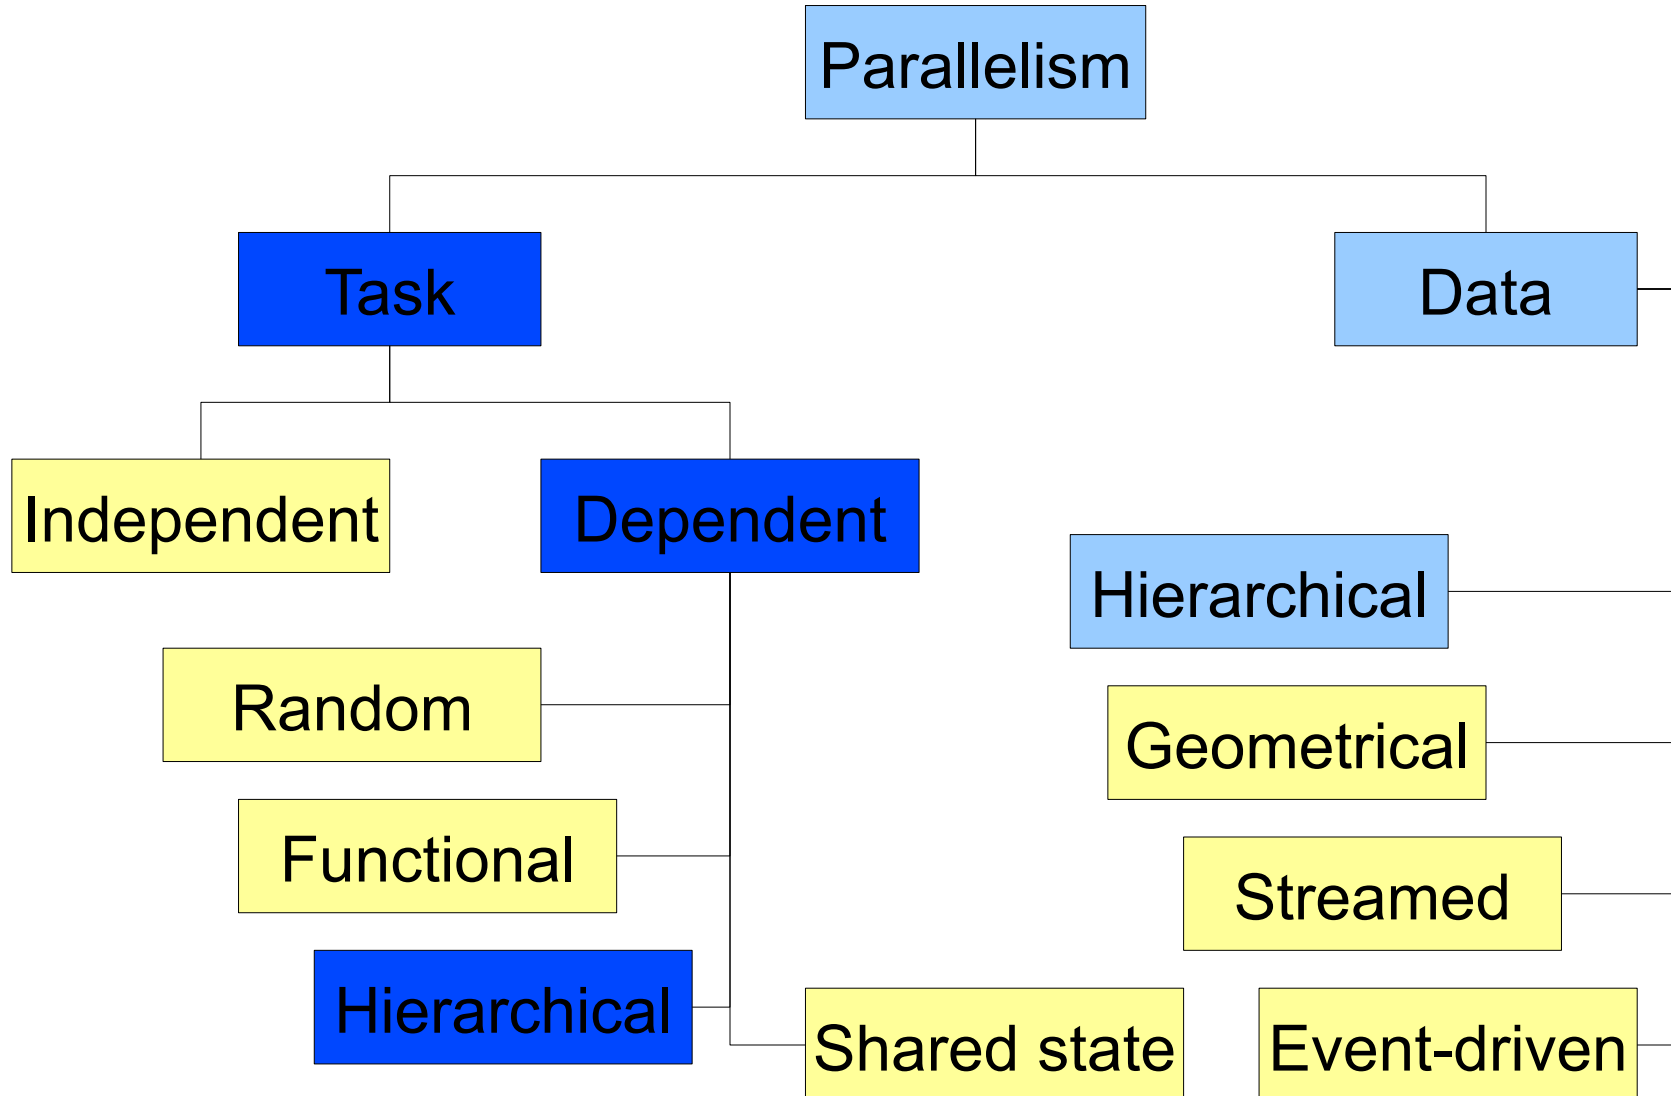 Parallelism
Task
Data
Independent
Dependent
Hierarchical
Random
Geometrical
Functional
Streamed
Hierarchical
Shared state
Event-driven